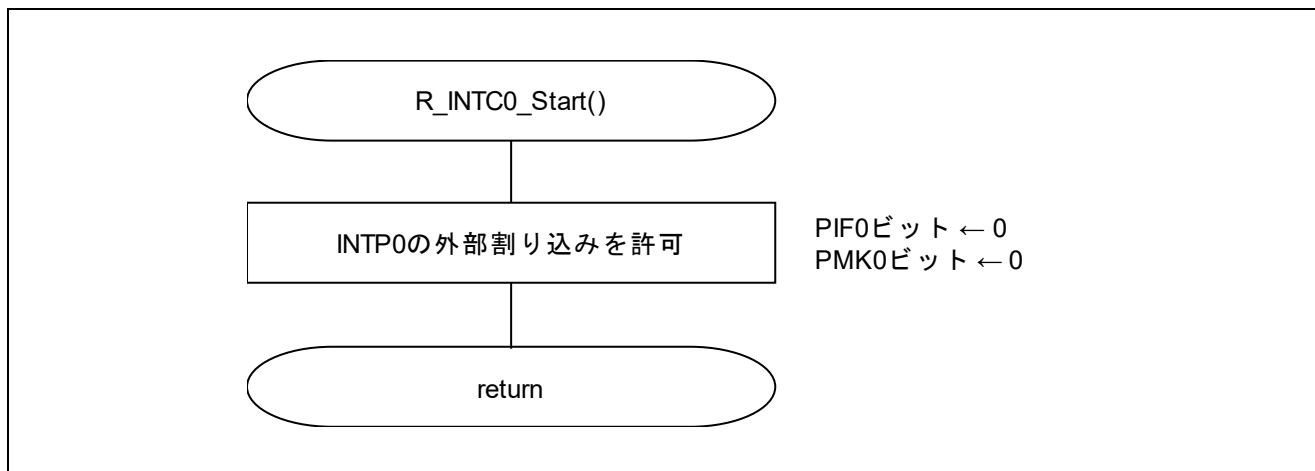 R_INTC0_Start()
INTP0の外部割り込みを許可
PIF0ビット ← 0
PMK0ビット ← 0
return